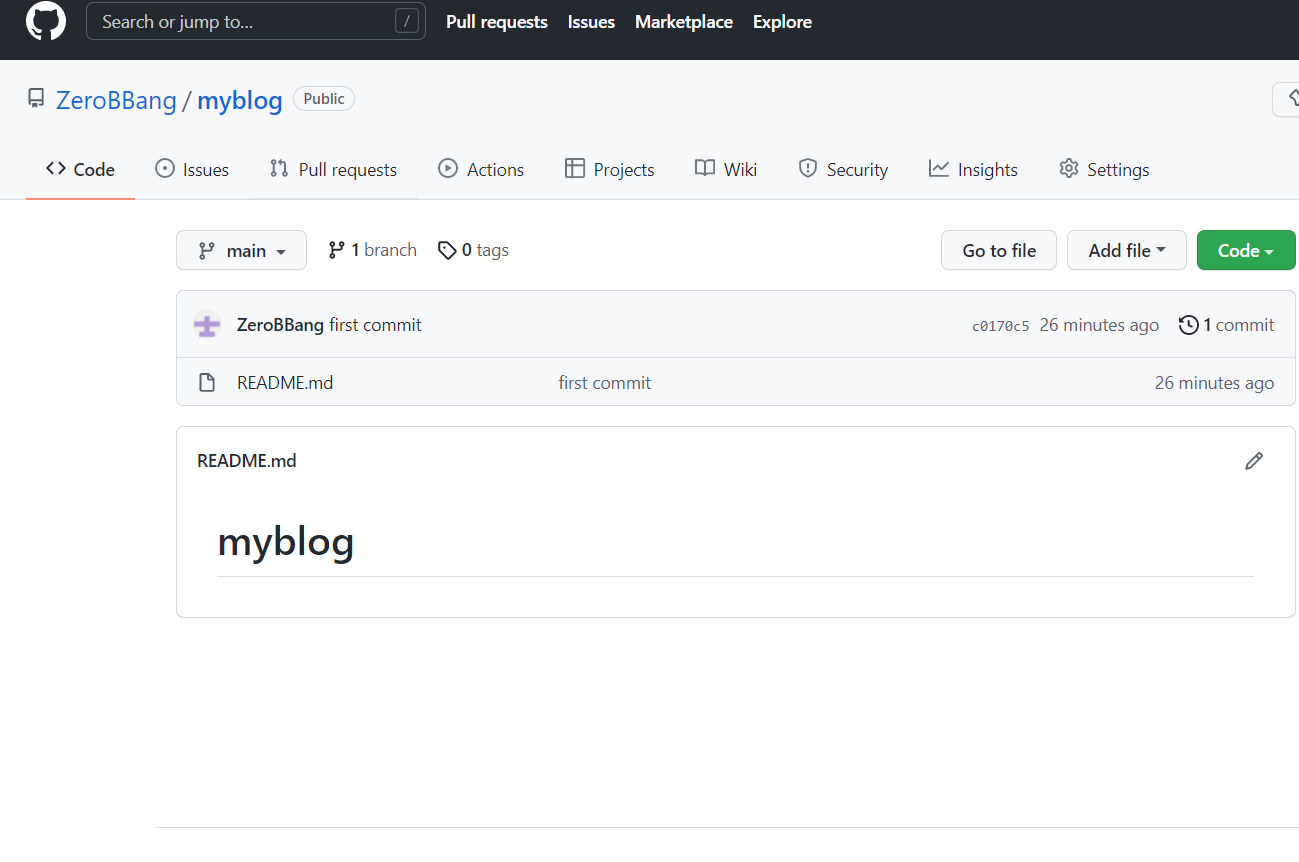 Search or jump to... / Pull requests Issues Marketplace Explore
ZeroBBang / myblog Public
Code Issues Pull requests Actions Projects Wiki Security Insights Settings
main 1 branch 0 tags Go to file Add file Code
ZeroBBang first commit c0170c5 26 minutes ago 1 commit
README.md first commit 26 minutes ago
README.md
myblog